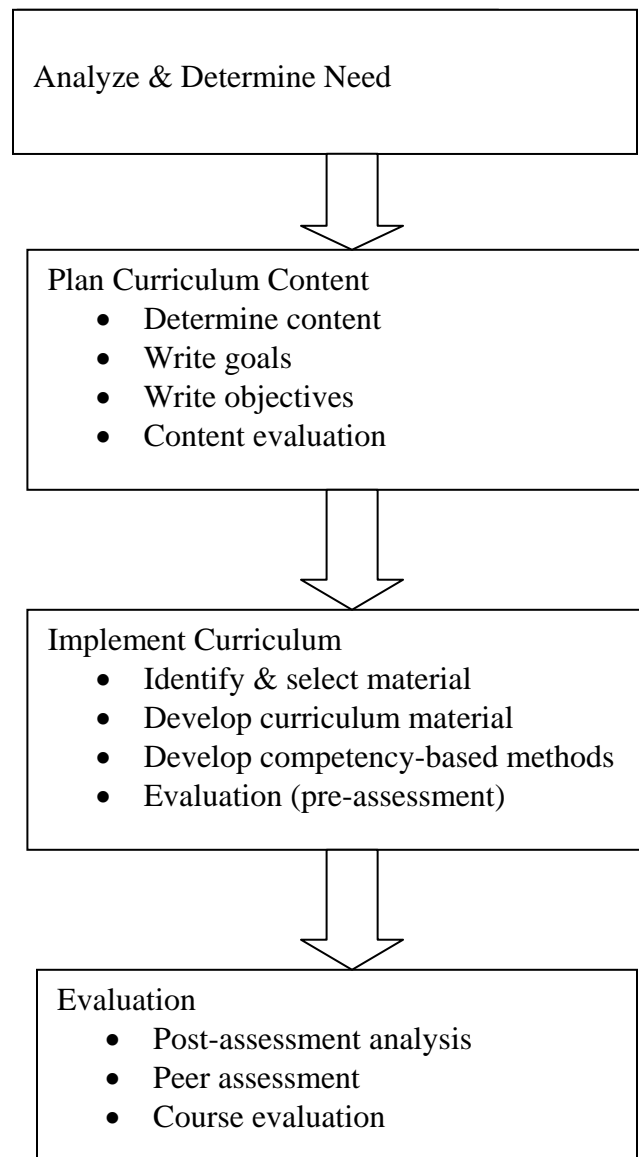 Analyze & Determine Need
Plan Curriculum Content
• Determine content
• Write goals
• Write objectives
• Content evaluation
Implement Curriculum
• Identify & select material
• Develop curriculum material
• Develop competency-based methods
• Evaluation (pre-assessment)
Evaluation
• Post-assessment analysis
• Peer assessment
• Course evaluation